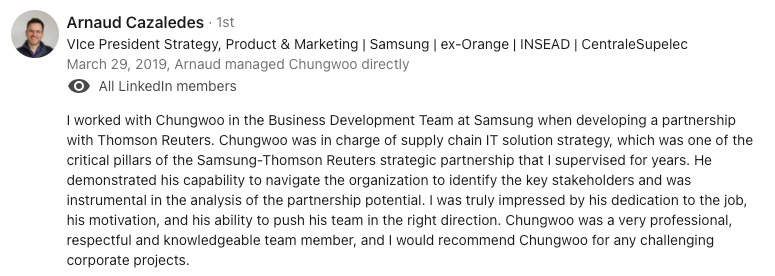 Arnaud Cazaledes · 1st
VIce President Strategy, Product & Marketing | Samsung | ex-Orange | INSEAD | CentraleSupelec
March 29, 2019, Arnaud managed Chungwoo directly
All LinkedIn members
I worked with Chungwoo in the Business Development Team at Samsung when developing a partnership
with Thomson Reuters. Chungwoo was in charge of supply chain IT solution strategy, which was one of the
critical pillars of the Samsung-Thomson Reuters strategic partnership that I supervised for years. He
demonstrated his capability to navigate the organization to identify the key stakeholders and was
instrumental in the analysis of the partnership potential. I was truly impressed by his dedication to the job,
his motivation, and his ability to push his team in the right direction. Chungwoo was a very professional,
respectful and knowledgeable team member, and I would recommend Chungwoo for any challenging
corporate projects.